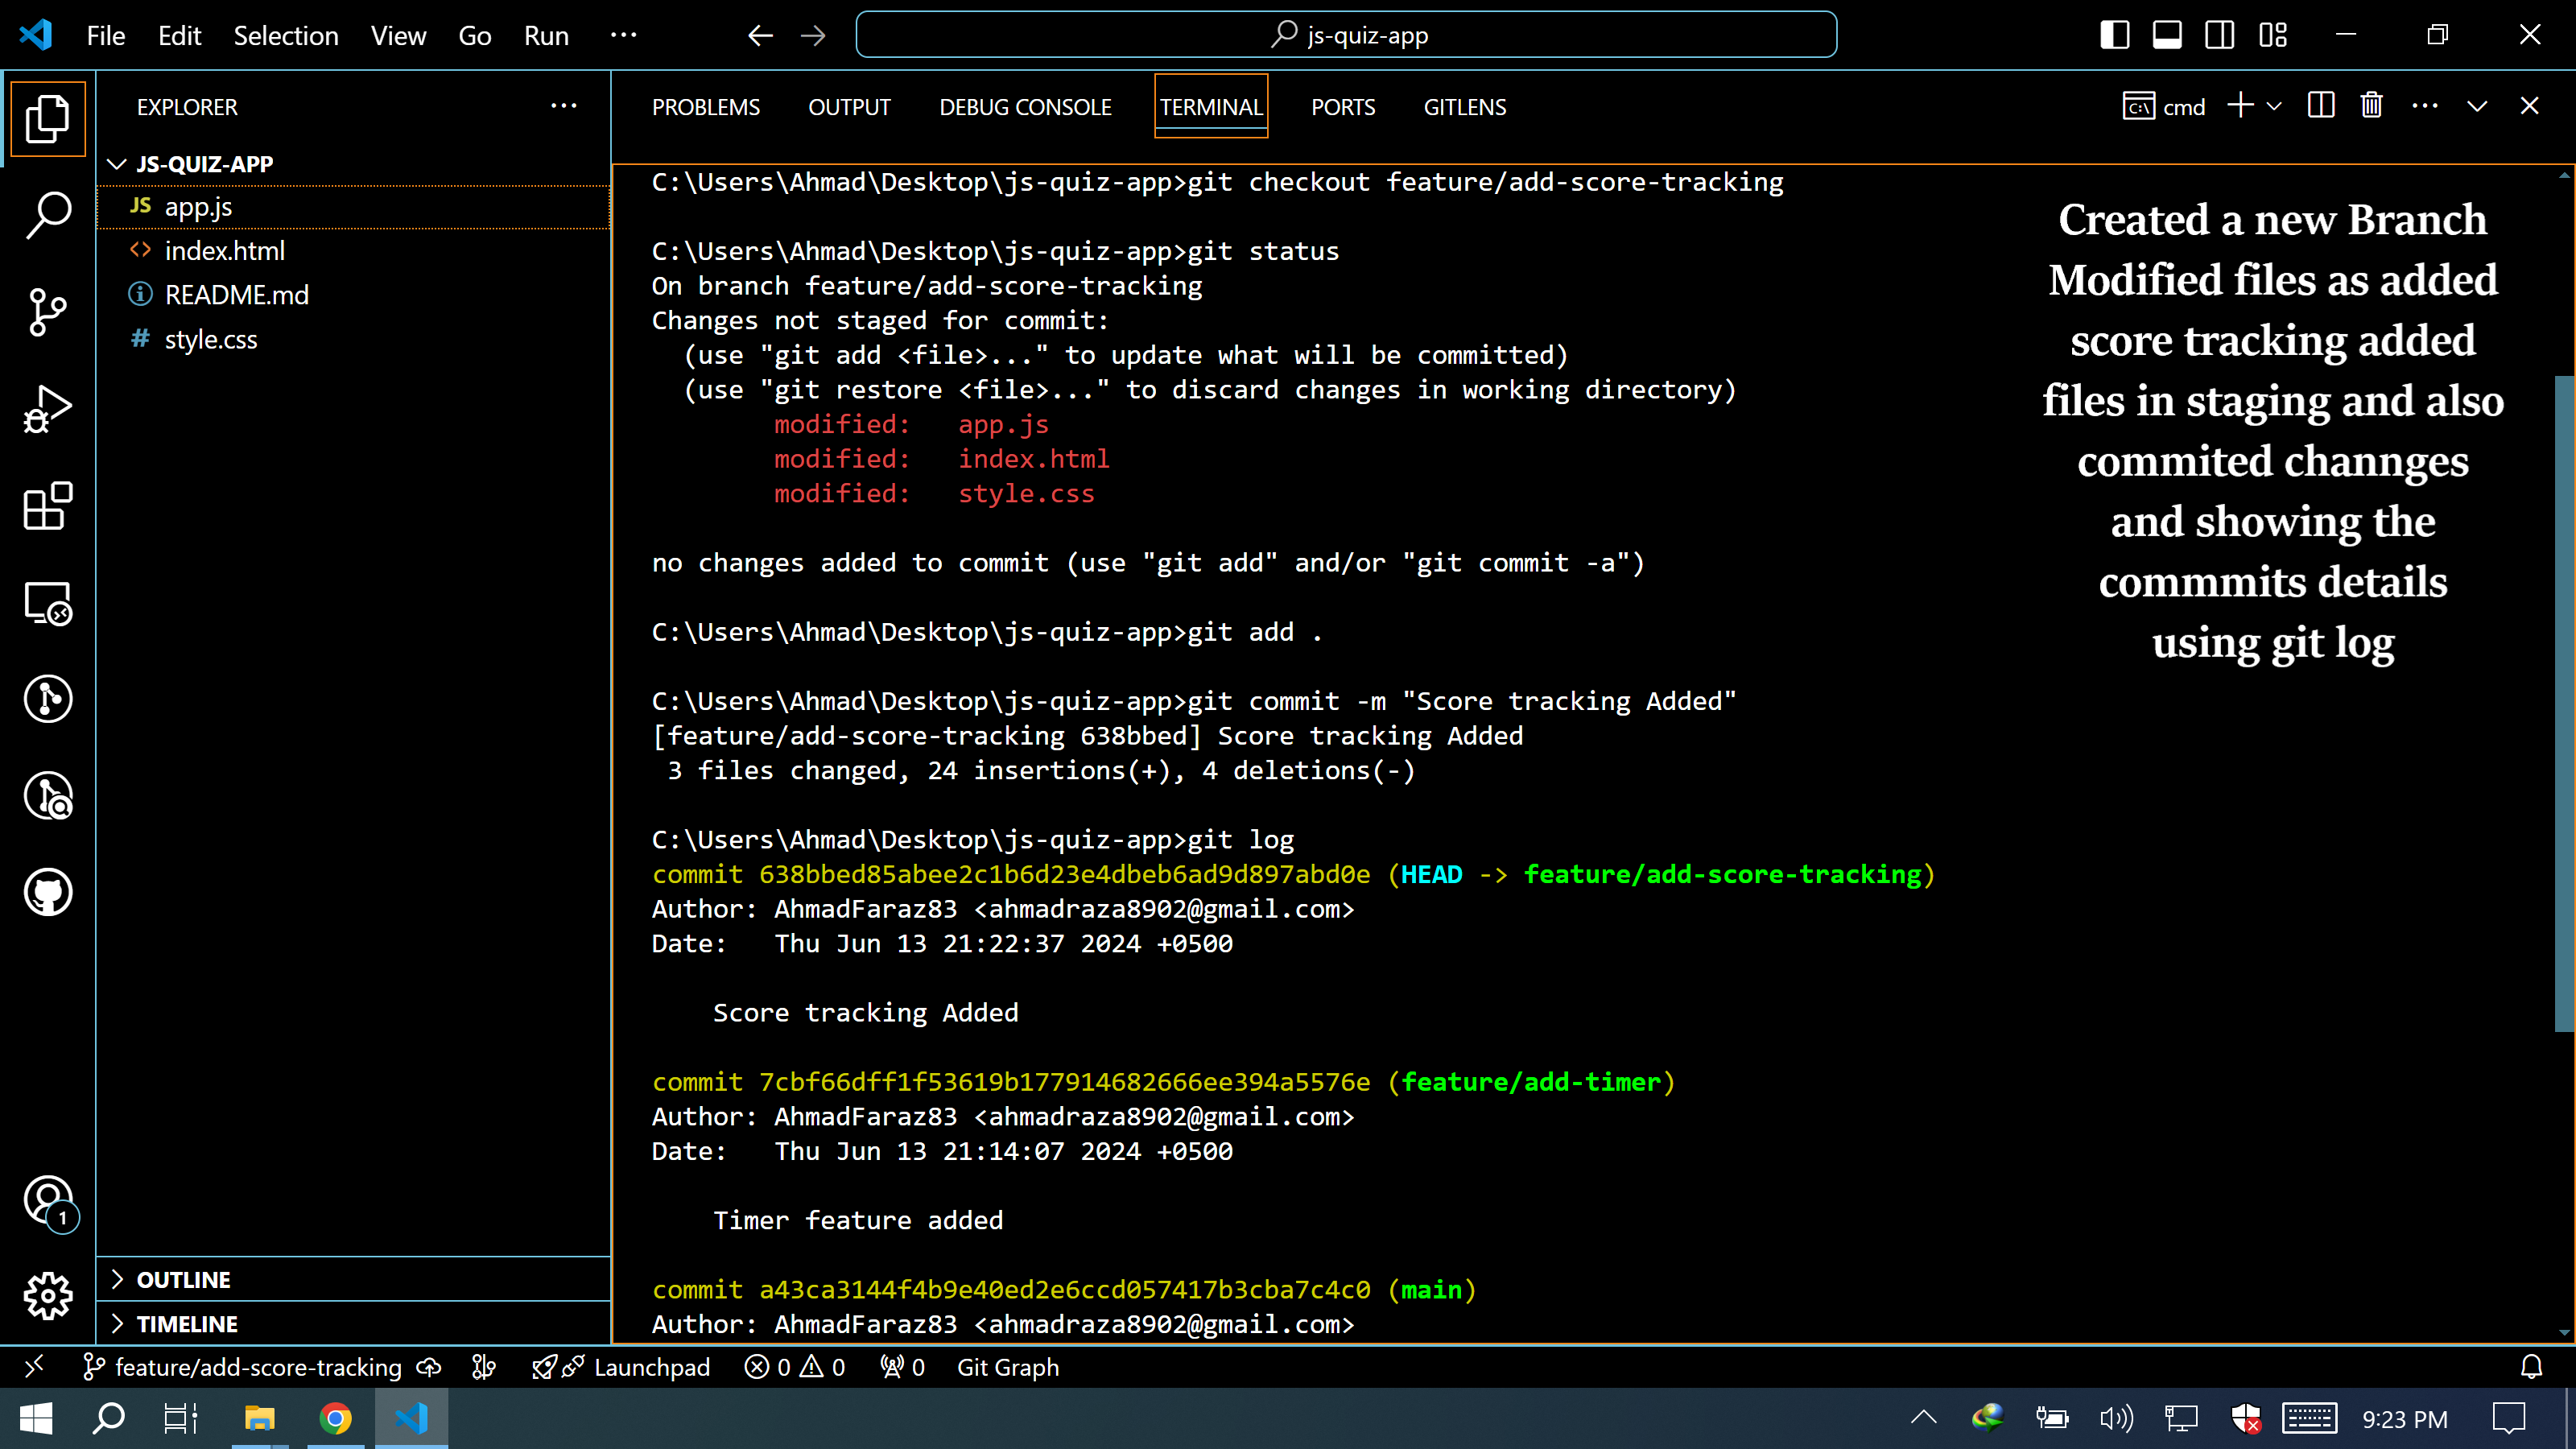 File Edit Selection View Go Run ...
js-quiz-app
EXPLORER
JS-QUIZ-APP
JS app.js
<> index.html
README.md
# style.css
OUTLINE
TIMELINE
PROBLEMS OUTPUT DEBUG CONSOLE TERMINAL PORTS GITLENS
cmd
C:\Users\Ahmad\Desktop\js-quiz-app>git checkout feature/add-score-tracking
C:\Users\Ahmad\Desktop\js-quiz-app>git status
On branch feature/add-score-tracking
Changes not staged for commit:
  (use "git add <file>..." to update what will be committed)
  (use "git restore <file>..." to discard changes in working directory)
        modified:   app.js
        modified:   index.html
        modified:   style.css
no changes added to commit (use "git add" and/or "git commit -a")
C:\Users\Ahmad\Desktop\js-quiz-app>git add .
C:\Users\Ahmad\Desktop\js-quiz-app>git commit -m "Score tracking Added"
[feature/add-score-tracking 638bbed] Score tracking Added
 3 files changed, 24 insertions(+), 4 deletions(-)
C:\Users\Ahmad\Desktop\js-quiz-app>git log
commit 638bbed85abee2c1b6d23e4dbeb6ad9d897abd0e (HEAD -> feature/add-score-tracking)
Author: AhmadFaraz83 <ahmadraza8902@gmail.com>
Date:   Thu Jun 13 21:22:37 2024 +0500
    Score tracking Added
commit 7cbf66dff1f53619b177914682666ee394a5576e (feature/add-timer)
Author: AhmadFaraz83 <ahmadraza8902@gmail.com>
Date:   Thu Jun 13 21:14:07 2024 +0500
    Timer feature added
commit a43ca3144f4b9e40ed2e6ccd057417b3cba7c4c0 (main)
Author: AhmadFaraz83 <ahmadraza8902@gmail.com>
Created a new Branch
Modified files as added
score tracking added
files in staging and also
commited channges
and showing the
commmits details
using git log
1
feature/add-score-tracking Launchpad 0 0 0 Git Graph
9:23 PM